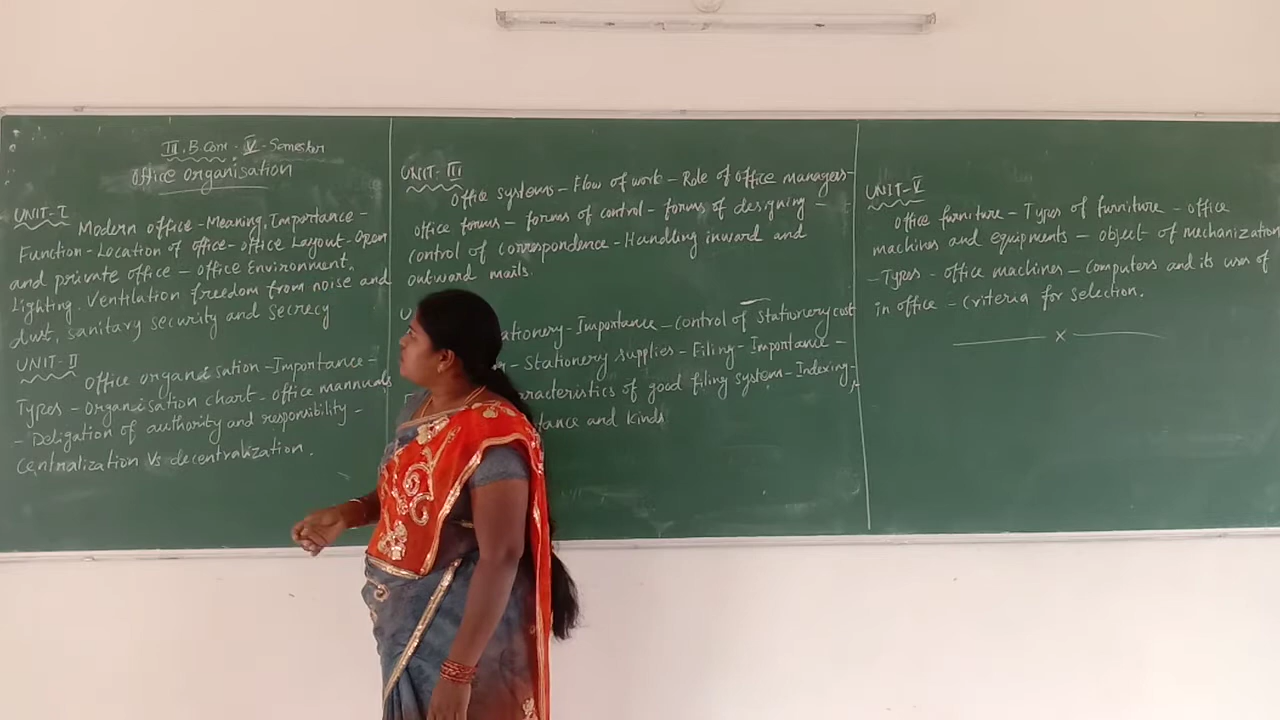 III. B.Com. V - Semester
Office Organisation
UNIT-I
Modern office - Meaning, Importance -
Function - Location of office - office Layout - Open
and private office - office Environment,
Lighting, Ventilation freedom from noise and
dust, sanitary security and secrecy
UNIT-II
Office organisation - Importance -
Types - Organisation chart - office mannuals
- Deligation of authority and responsibility -
centralization Vs decentralization.
UNIT-III
Office systems - Flow of work - Role of office managers -
office forms - forms of control - forms of designing -
control of correspondence - Handling inward and
outward mails.
U
ationery - Importance - control of stationery cost
- Stationery supplies - Filing - Importance -
aracteristics of good filing system - Indexing -
tance and kinds
UNIT-V
Office furniture - Types of furniture - office
machines and equipments - object of mechanization
- Types - office machines - computers and its uses of
in office - criteria for selection.
x